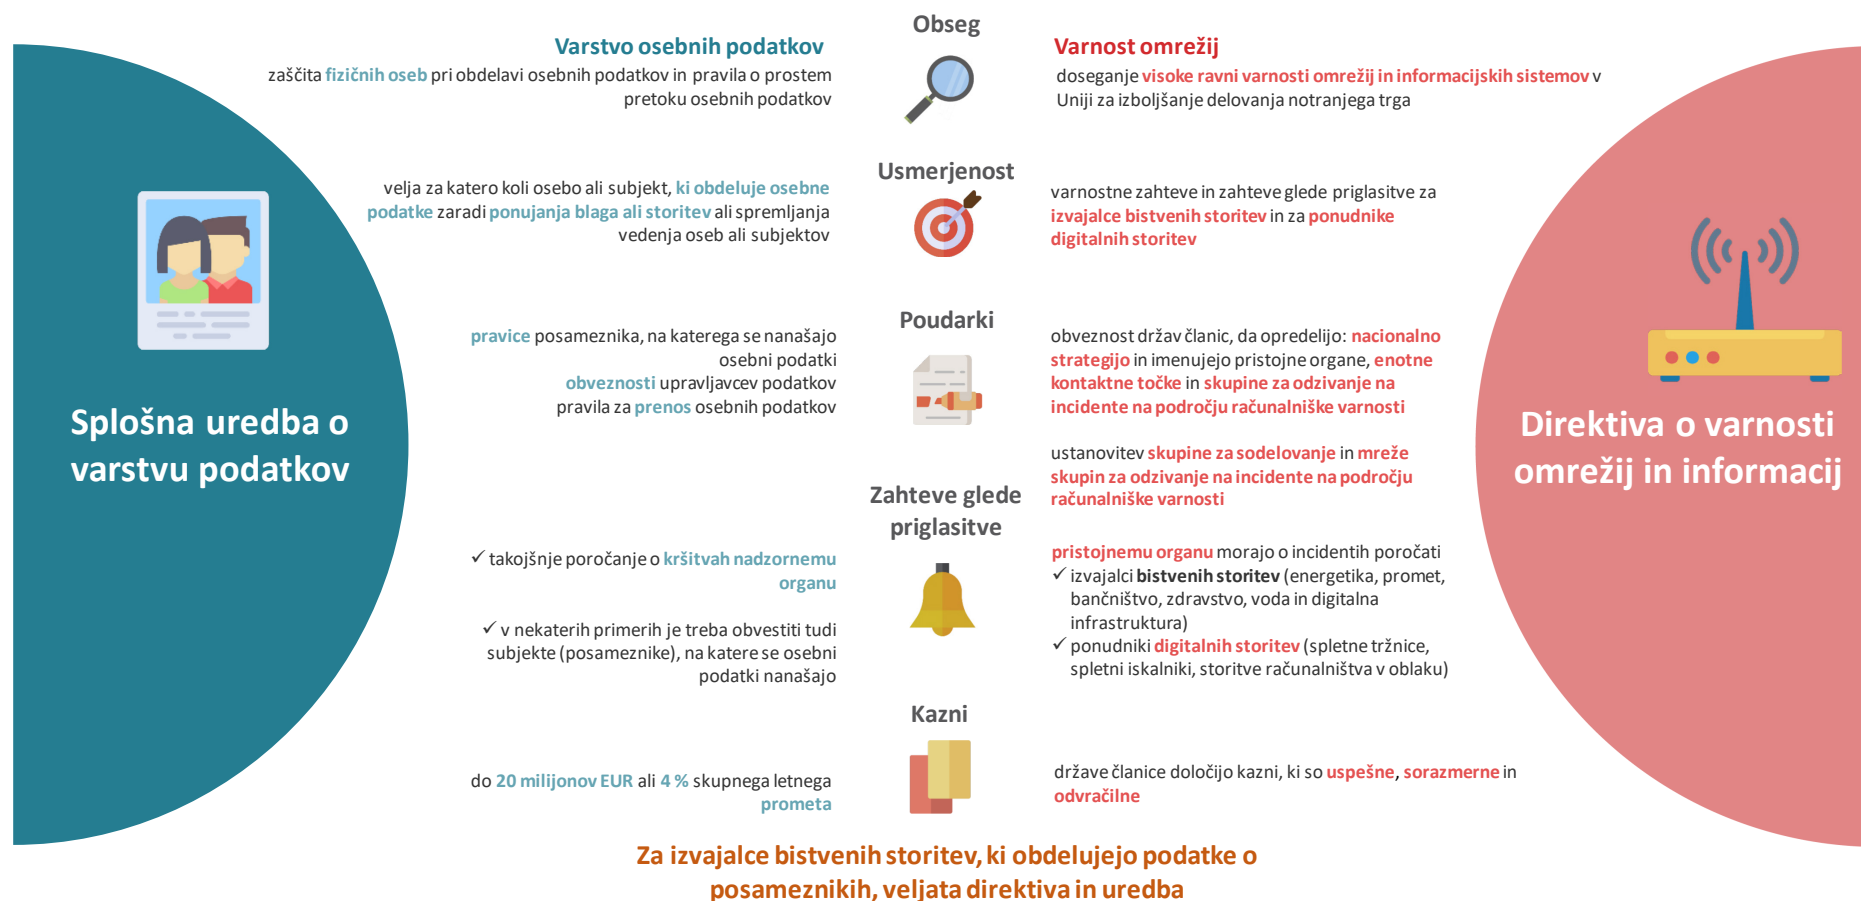 Splošna uredba o
varstvu podatkov
Obseg
Varstvo osebnih podatkov
zaščita fizičnih oseb pri obdelavi osebnih podatkov in pravila o prostem
pretoku osebnih podatkov
Varnost omrežij
doseganje visoke ravni varnosti omrežij in informacijskih sistemov v
Uniji za izboljšanje delovanja notranjega trga
Usmerjenost
velja za katero koli osebo ali subjekt, ki obdeluje osebne
podatke zaradi ponujanja blaga ali storitev ali spremljanja
vedenja oseb ali subjektov
varnostne zahteve in zahteve glede priglasitve za
izvajalce bistvenih storitev in za ponudnike
digitalnih storitev
Poudarki
pravice posameznika, na katerega se nanašajo
osebni podatki
obveznosti upravljavcev podatkov
pravila za prenos osebnih podatkov
obveznost držav članic, da opredelijo: nacionalno
strategijo in imenujejo pristojne organe, enotne
kontaktne točke in skupine za odzivanje na
incidente na področju računalniške varnosti
ustanovitev skupine za sodelovanje in mreže
skupin za odzivanje na incidente na področju
računalniške varnosti
Zahteve glede
priglasitve
✓ takojšnje poročanje o kršitvah nadzornemu
organu
✓ v nekaterih primerih je treba obvestiti tudi
subjekte (posameznike), na katere se osebni
podatki nanašajo
pristojnemu organu morajo o incidentih poročati
✓ izvajalci bistvenih storitev (energetika, promet,
bančništvo, zdravstvo, voda in digitalna
infrastruktura)
✓ ponudniki digitalnih storitev (spletne tržnice,
spletni iskalniki, storitve računalništva v oblaku)
Kazni
do 20 milijonov EUR ali 4 % skupnega letnega
prometa
države članice določijo kazni, ki so uspešne, sorazmerne in
odvračilne
Direktiva o varnosti
omrežij in informacij
Za izvajalce bistvenih storitev, ki obdelujejo podatke o
posameznikih, veljata direktiva in uredba